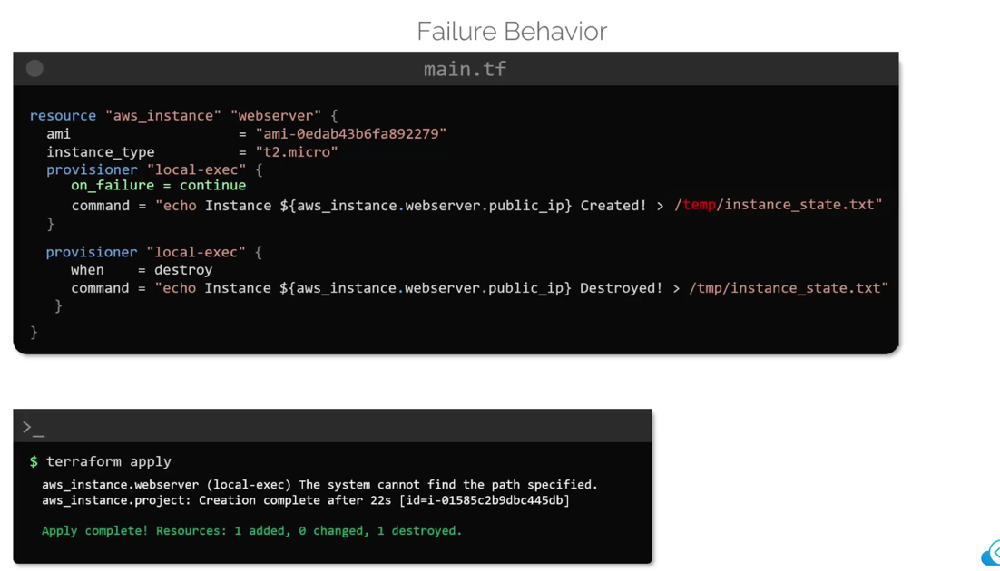 Failure Behavior
main.tf
resource "aws_instance" "webserver" {
ami = "ami-0edab43b6fa892279"
instance_type = "t2.micro"
provisioner "local-exec" {
on_failure = continue
command = "echo Instance ${aws_instance.webserver.public_ip} Created! > /temp/instance_state.txt"
}
provisioner "local-exec" {
when = destroy
command = "echo Instance ${aws_instance.webserver.public_ip} Destroyed! > /tmp/instance_state.txt"
}
}
>_
$ terraform apply
aws_instance.webserver (local-exec) The system cannot find the path specified.
aws_instance.project: Creation complete after 22s [id=i-01585c2b9dbc445db]
Apply complete! Resources: 1 added, 0 changed, 1 destroyed.